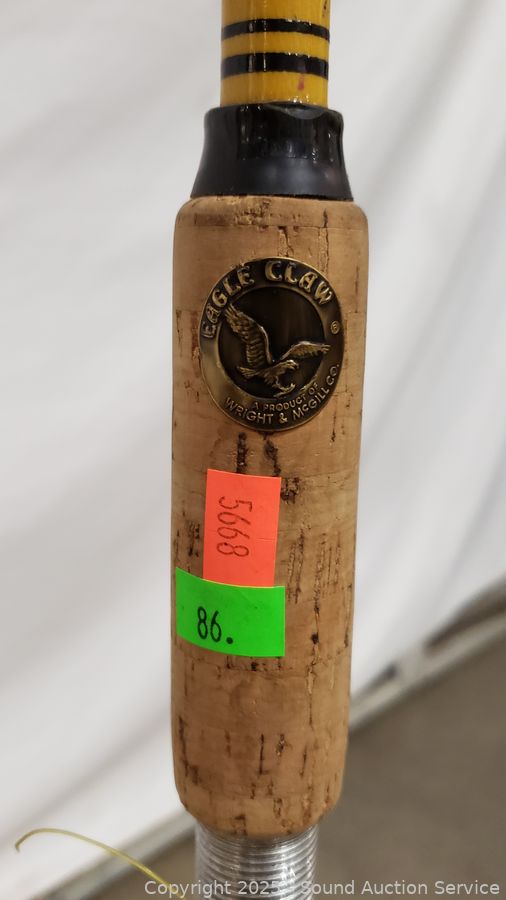 EAGLE CLAW ®
A PRODUCT OF
WRIGHT & McGILL CO.
5668
86.
Copyright 2025 Sound Auction Service